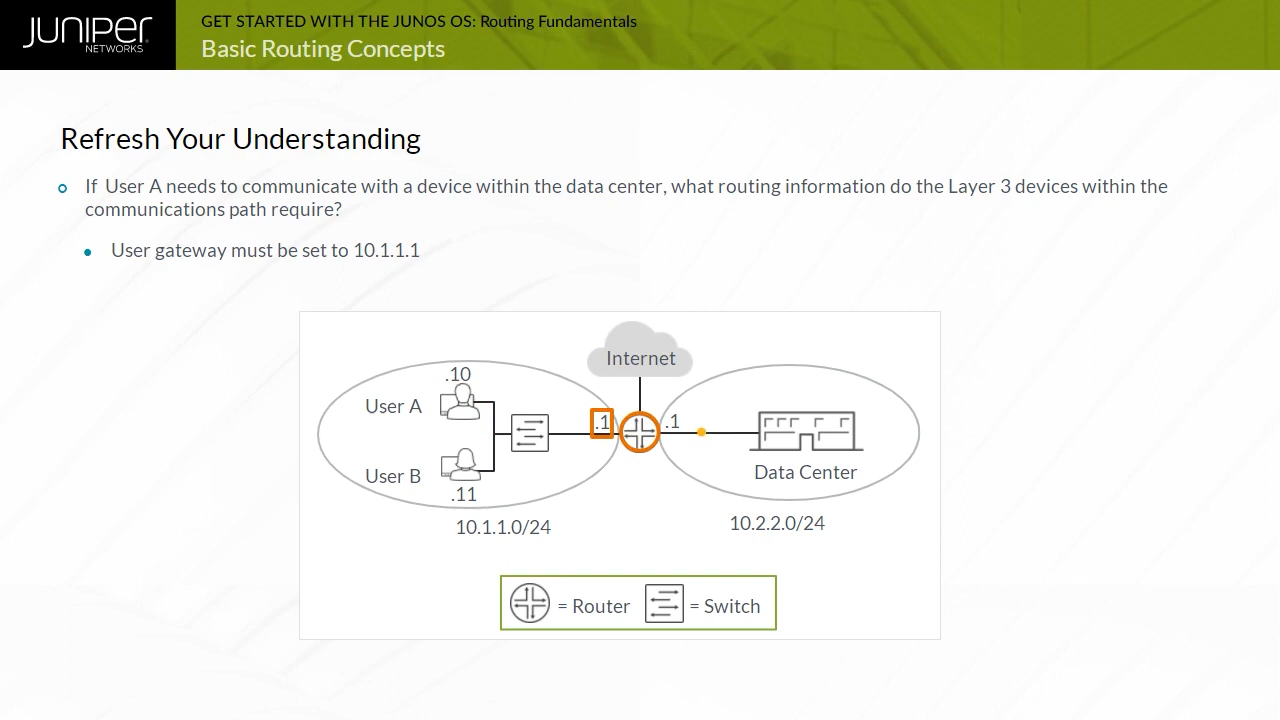 JUNIPER
NETWORKS
GET STARTED WITH THE JUNOS OS: Routing Fundamentals
Basic Routing Concepts
Refresh Your Understanding
If User A needs to communicate with a device within the data center, what routing information do the Layer 3 devices within the
communications path require?
User gateway must be set to 10.1.1.1
Internet
.10
User A
.1
.1
User B
Data Center
.11
10.1.1.0/24
10.2.2.0/24
= Router
= Switch